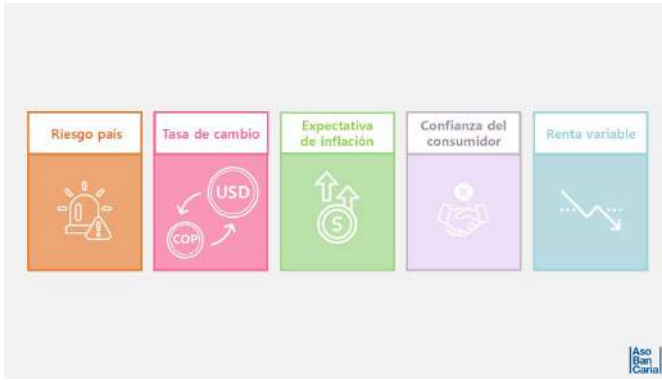 Riesgo país
Tasa de cambio
Expectativa
de inflación
Confianza del
consumidor
Renta variable
USD
COP
S
Aso
Ban
Caria